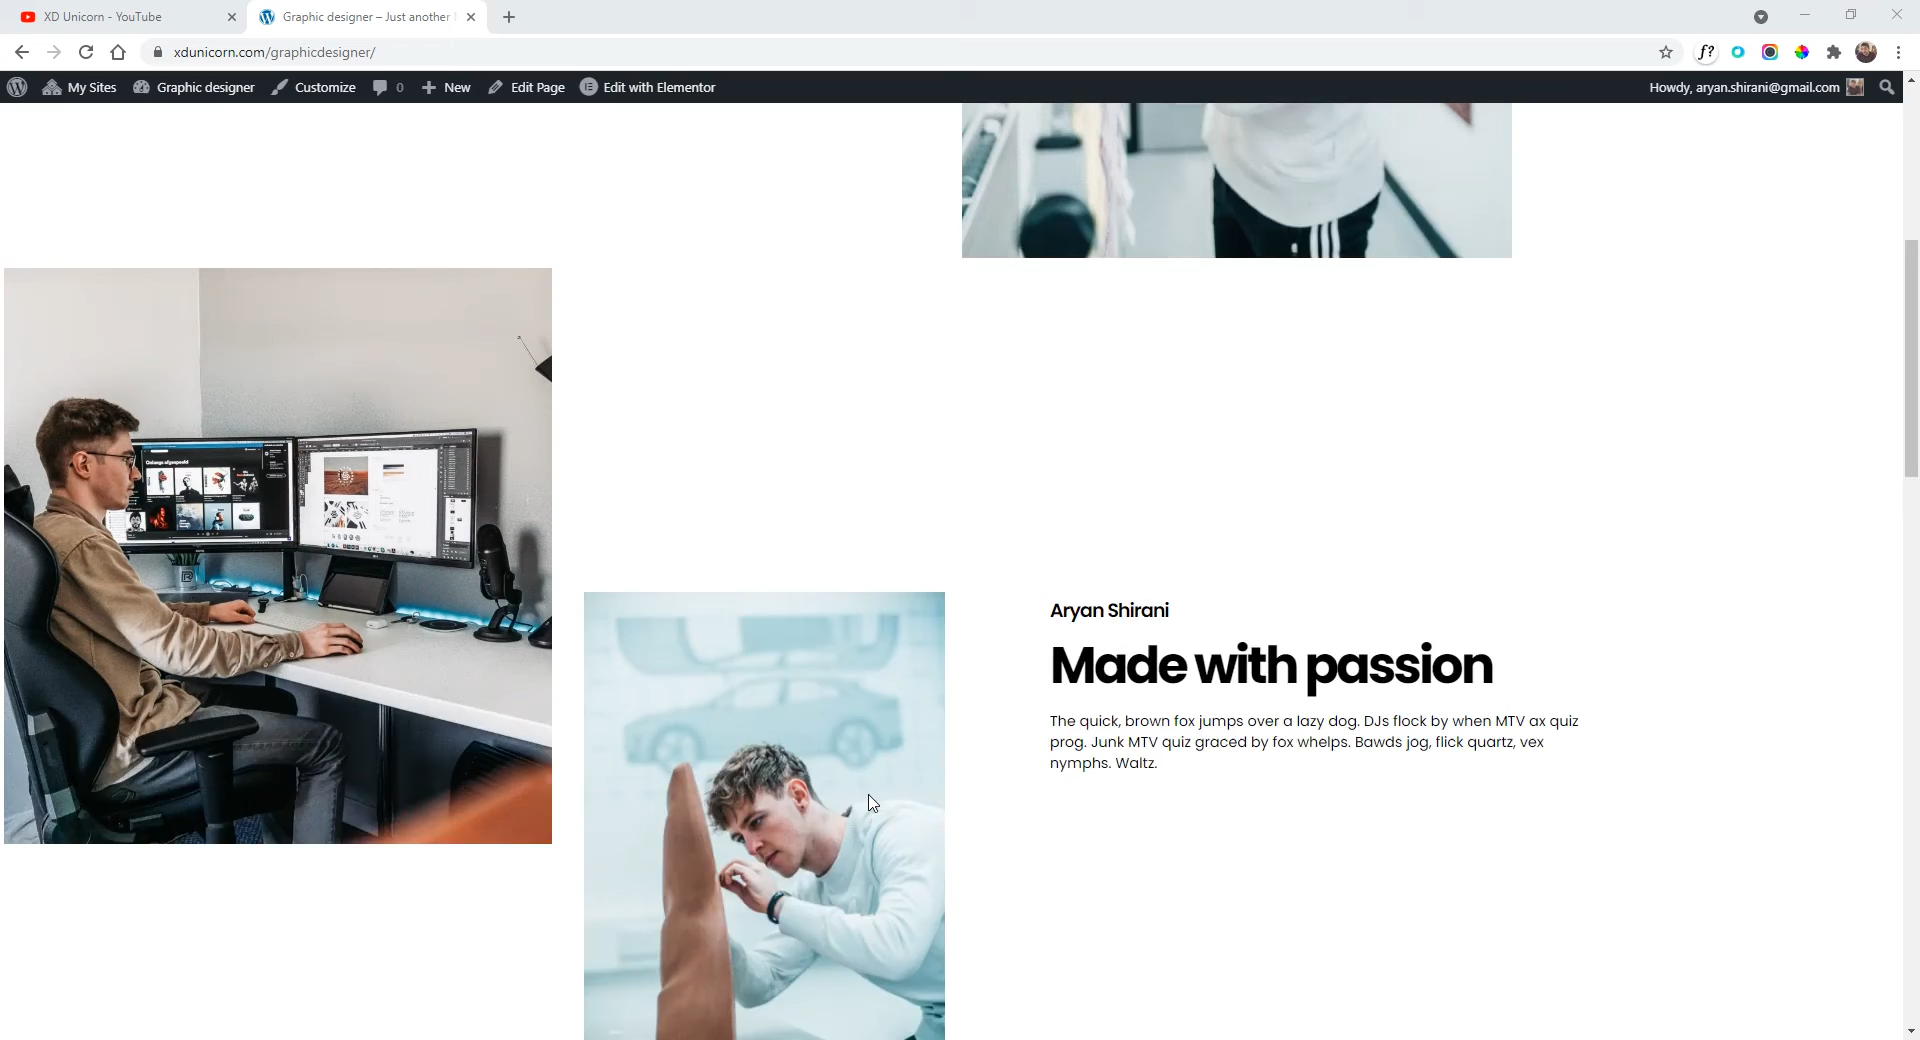 XD Unicorn - YouTube
Graphic designer – Just another
xdunicorn.com/graphicdesigner/
f?
My Sites
Graphic designer
Customize
0
New
Edit Page
Edit with Elementor
Howdy, aryan.shirani@gmail.com
Onlangs afgespeeld
Aryan Shirani
Made with passion
The quick, brown fox jumps over a lazy dog. DJs flock by when MTV ax quiz
prog. Junk MTV quiz graced by fox whelps. Bawds jog, flick quartz, vex
nymphs. Waltz.